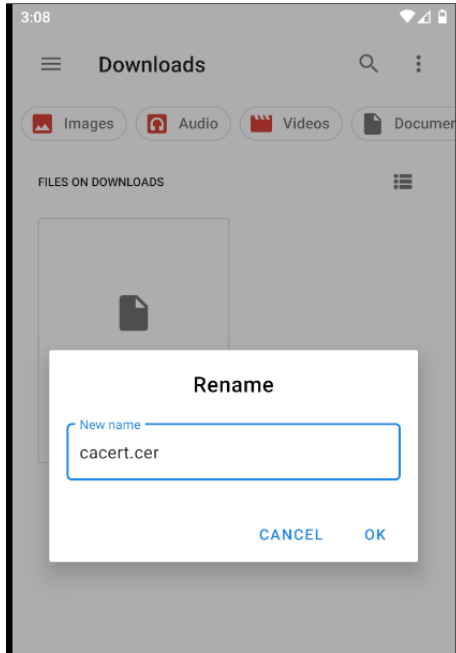 3:08
Downloads
Images
Audio
Videos
Documen
FILES ON DOWNLOADS
Rename
New name
cacert.cer
CANCEL
OK